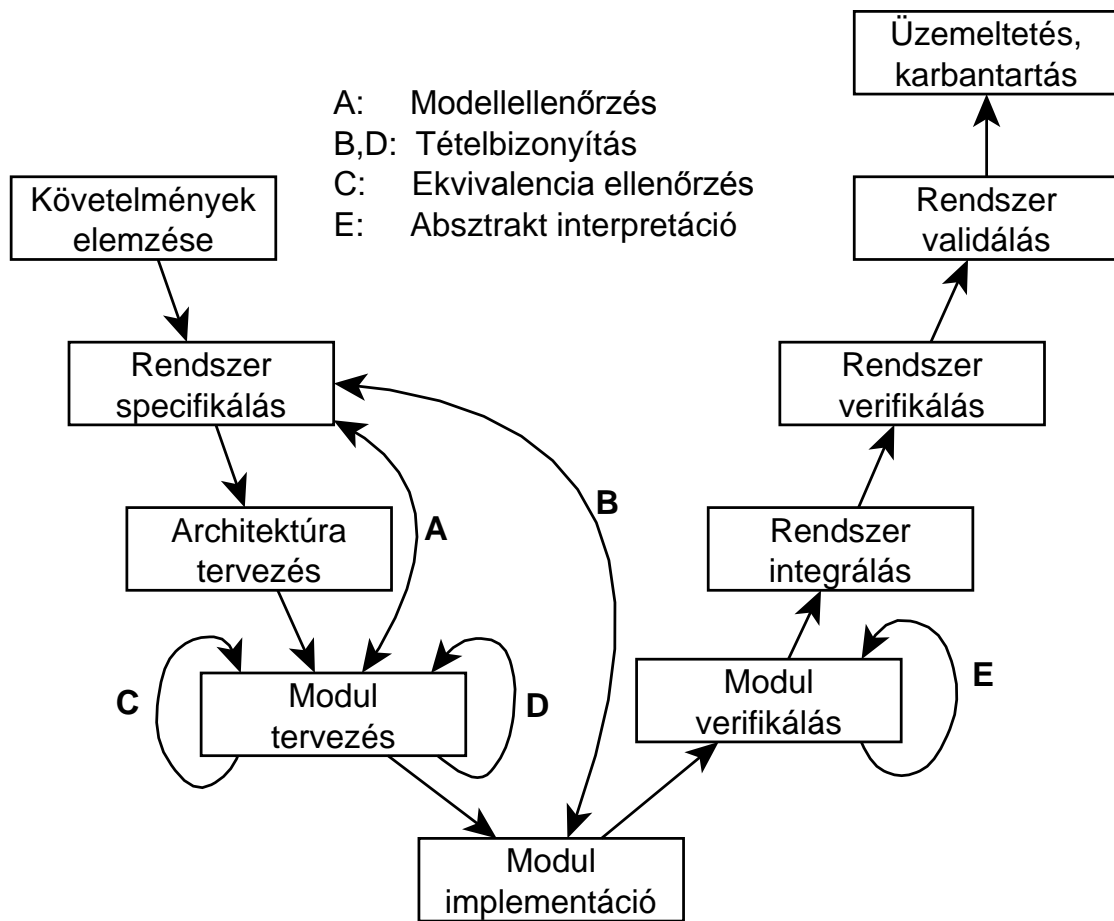 Üzemeltetés,
karbantartás
A: Modellellenőrzés
B,D: Tételbizonyítás
C: Ekvivalencia ellenőrzés
E: Absztrakt interpretáció
Követelmények
elemzése
Rendszer
validálás
Rendszer
specifikálás
Rendszer
verifikálás
A
B
Architektúra
tervezés
Rendszer
integrálás
C
Modul
tervezés
D
Modul
verifikálás
E
Modul
implementáció